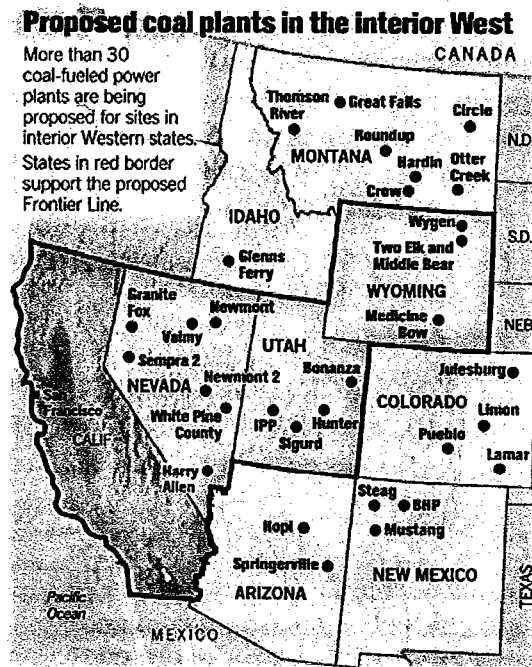 Proposed coal plants in the interior West
More than 30
coal-fueled power
plants are being
proposed for sites in
interior Western states.
States in red border
support the proposed
Frontier Line.
CANADA
Thomson
River
Great Falls
Circle
Roundup
MONTANA
Hardin
Otter
Creek
Crow
N.D.
IDAHO
Glenns
Ferry
Wygen
Two Elk and
Middle Bear
WYOMING
Medicine
Bow
S.D.
NEB
Granite
Fox
Valmy
Newmont
Sempra 2
NEVADA
Newmont 2
White Pine
County
Harry
Allen
UTAH
Bonanza
IPP
Sigurd
Hunter
Julesburg
COLORADO
Limon
Pueblo
Lamar
San
Francisco
CALIF
Hopi
Springerville
ARIZONA
Steag
BHP
Mustang
NEW MEXICO
TEXAS
Pacific
Ocean
MEXICO